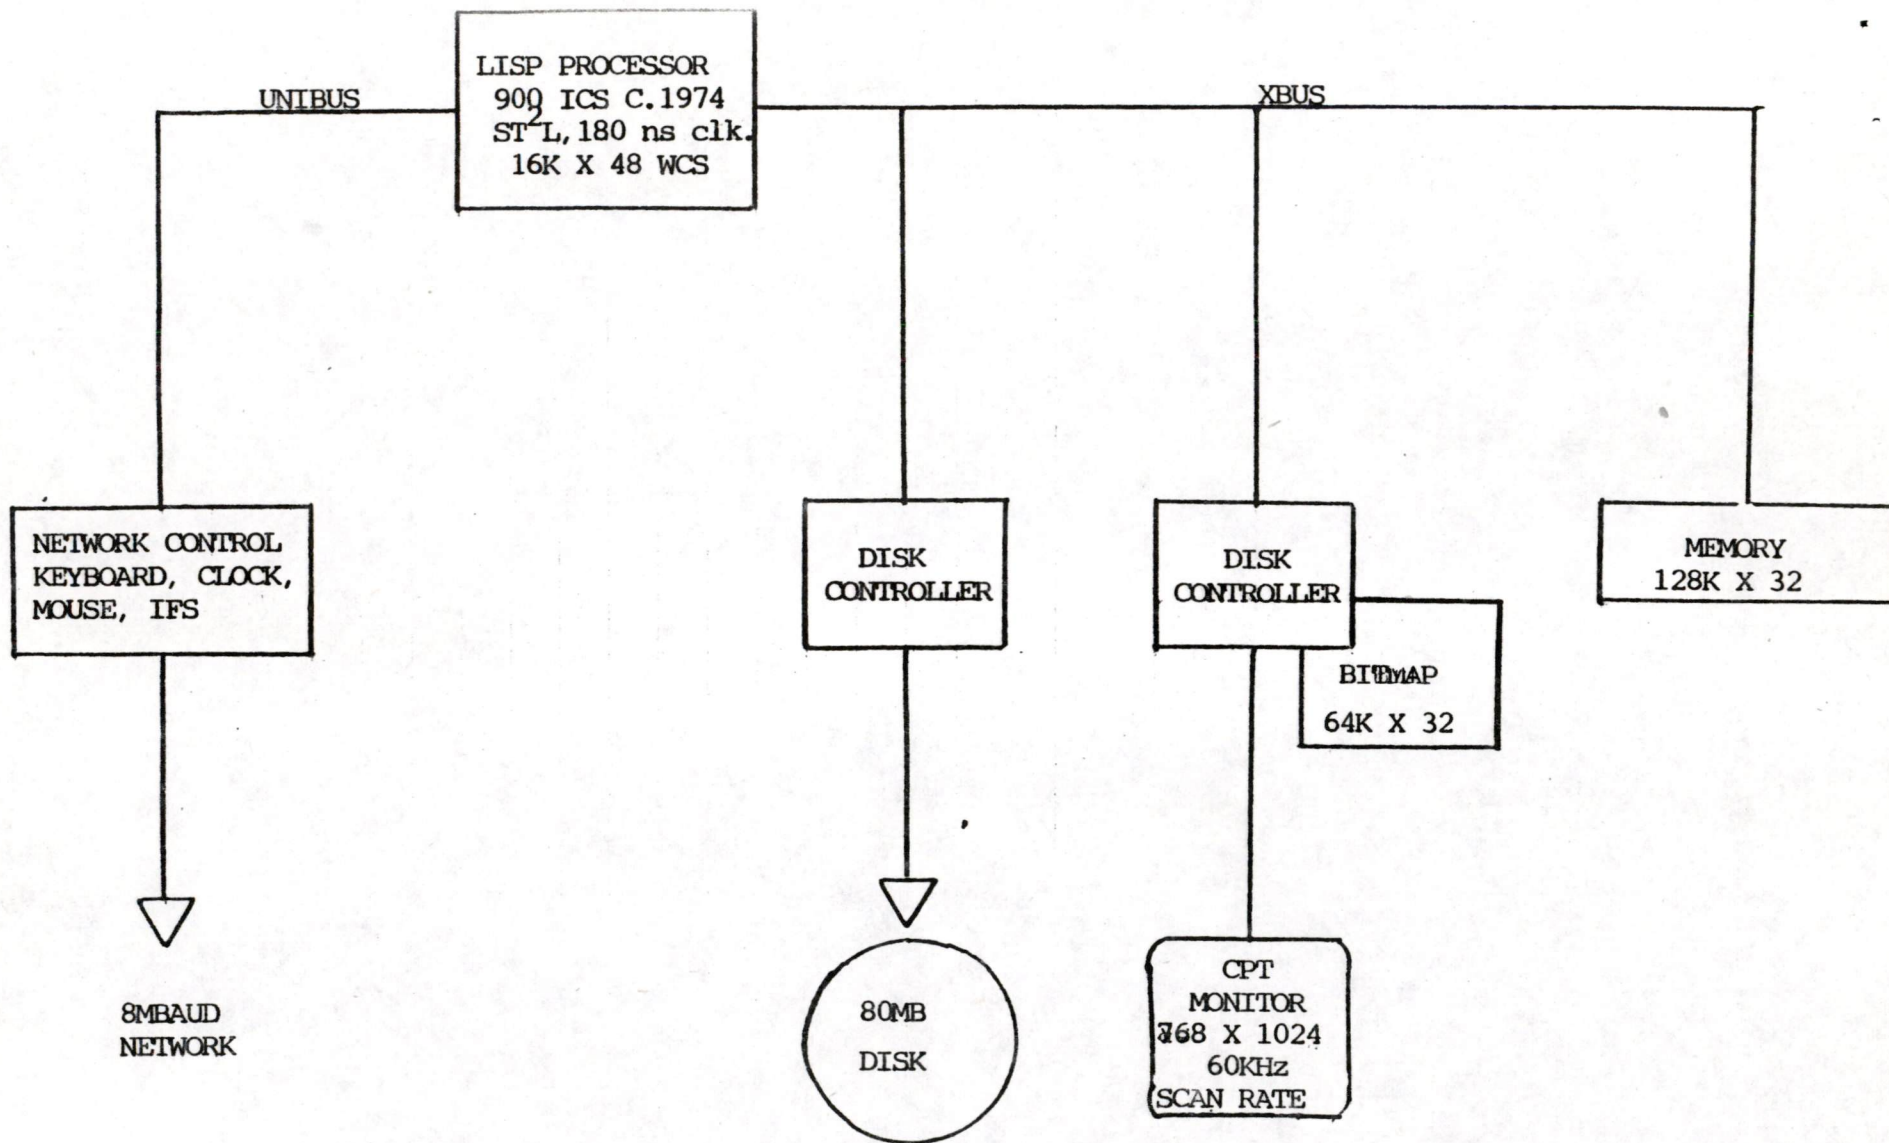 LISP PROCESSOR
900 ICS C.1974
ST²L, 180 ns clk.
16K X 48 WCS
UNIBUS
XBUS
NETWORK CONTROL
KEYBOARD, CLOCK,
MOUSE, IFS
DISK
CONTROLLER
DISK
CONTROLLER
BITMAP
64K X 32
MEMORY
128K X 32
8MBAUD
NETWORK
80MB
DISK
CPT
MONITOR
768 X 1024
60KHz
SCAN RATE